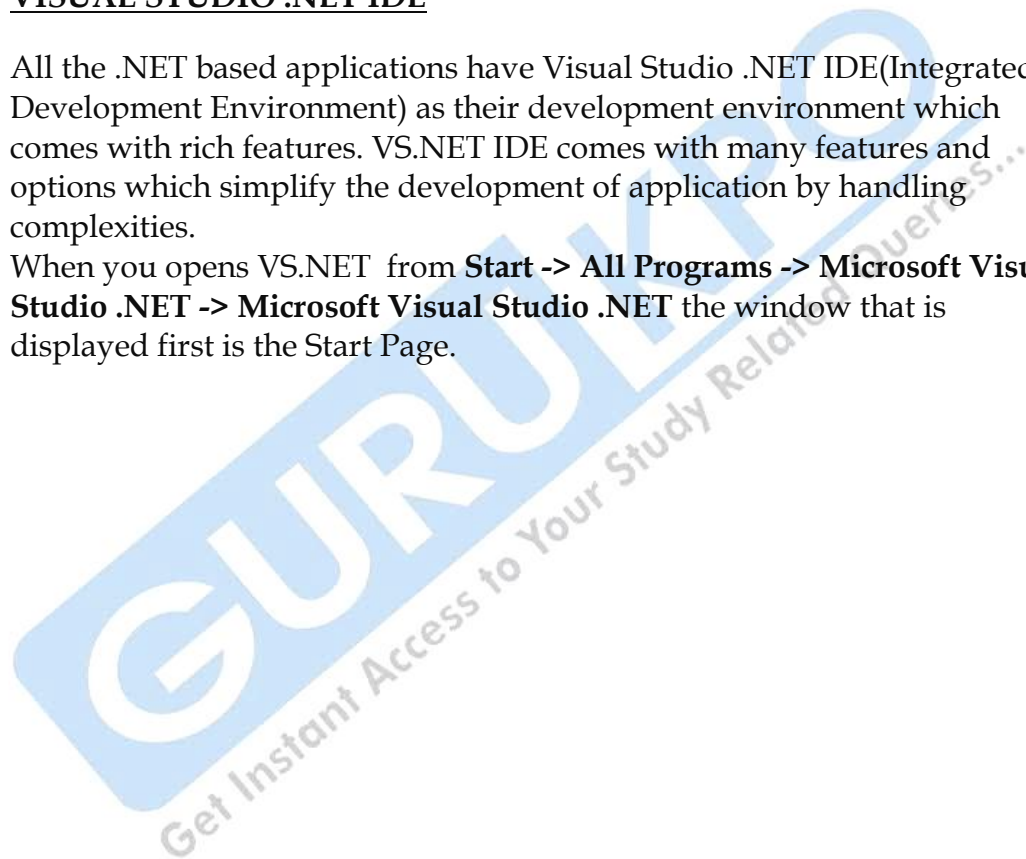 VISUAL STUDIO .NET IDE
All the .NET based applications have Visual Studio .NET IDE(Integrated
Development Environment) as their development environment which
comes with rich features. VS.NET IDE comes with many features and
options which simplify the development of application by handling
complexities.
When you opens VS.NET from Start -> All Programs -> Microsoft Visu
Studio .NET -> Microsoft Visual Studio .NET the window that is
displayed first is the Start Page.
GURUKPO
Get Instant Access to Your Study Related Queries...